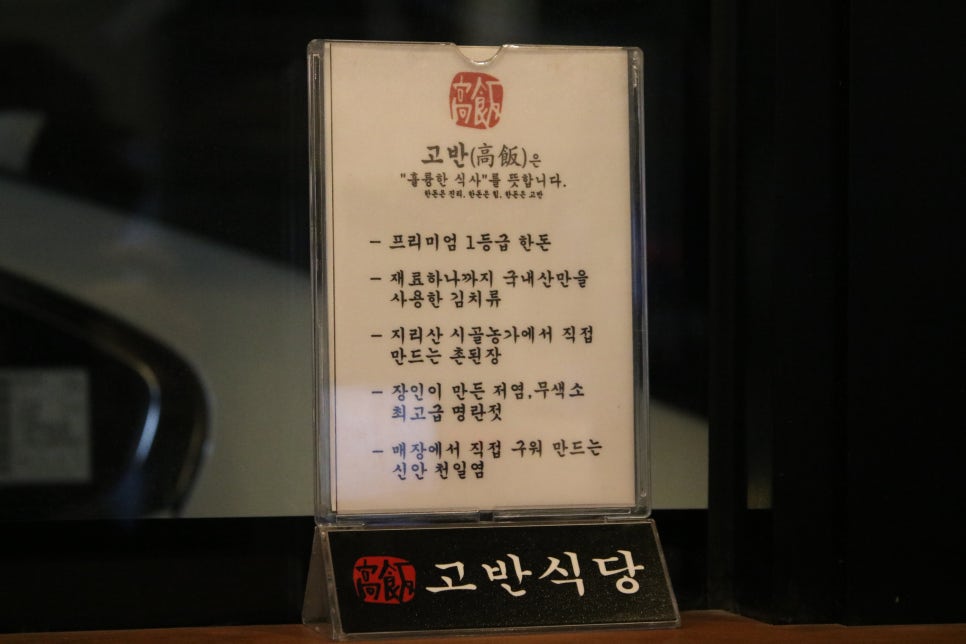 高飯
고반(高飯)은
"훌륭한 식사"를 뜻합니다.
한돈은 진리, 한돈은 힘, 한돈은 고반
- 프리미엄 1등급 한돈
- 재료하나까지 국내산만을
사용한 김치류
- 지리산 시골농가에서 직접
만드는 촌된장
- 장인이 만든 저염,무색소
최고급 명란젓
- 매장에서 직접 구워 만드는
신안 천일염
高飯 고반식당